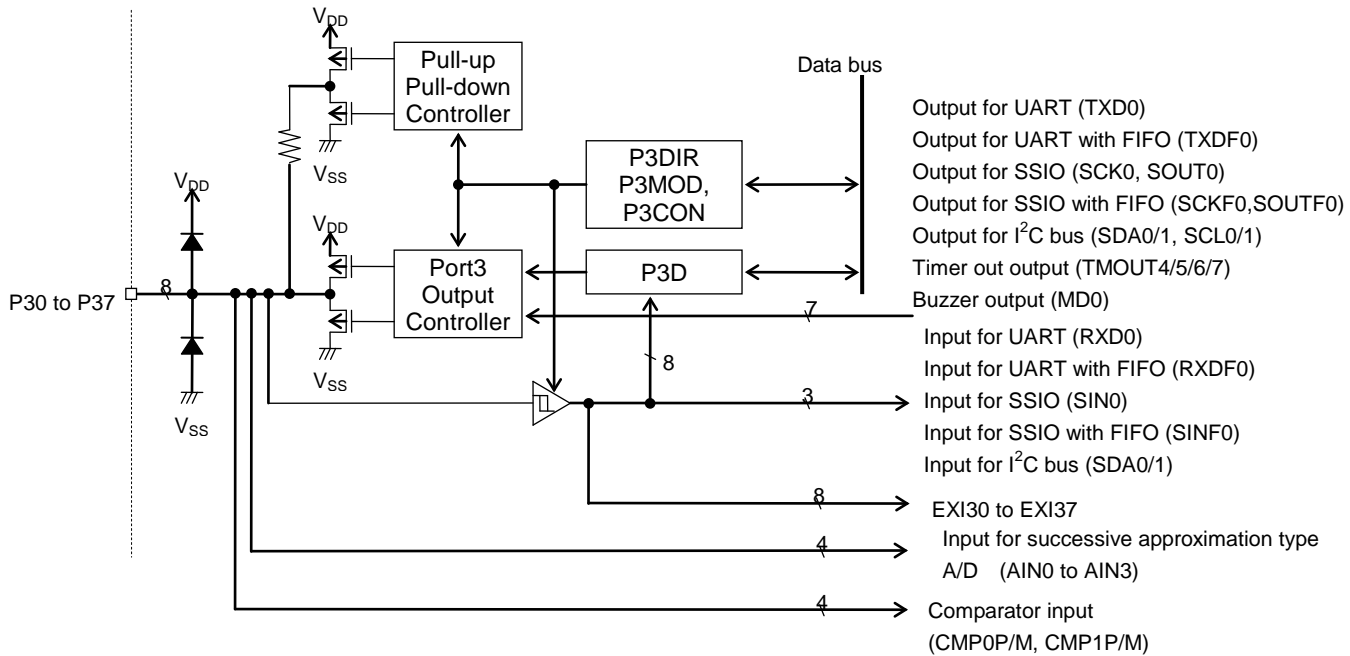 VDD
Pull-up
Pull-down
Controller
VSS
Data bus
P3DIR
P3MOD,
P3CON
VDD
VDD
Port3
Output
Controller
P3D
P30 to P37
8
VSS
VSS
7
8
3
8
4
4
Output for UART (TXD0)
Output for UART with FIFO (TXDF0)
Output for SSIO (SCK0, SOUT0)
Output for SSIO with FIFO (SCKF0,SOUTF0)
Output for I2C bus (SDA0/1, SCL0/1)
Timer out output (TMOUT4/5/6/7)
Buzzer output (MD0)
Input for UART (RXD0)
Input for UART with FIFO (RXDF0)
Input for SSIO (SIN0)
Input for SSIO with FIFO (SINF0)
Input for I2C bus (SDA0/1)
EXI30 to EXI37
Input for successive approximation type
A/D (AIN0 to AIN3)
Comparator input
(CMP0P/M, CMP1P/M)